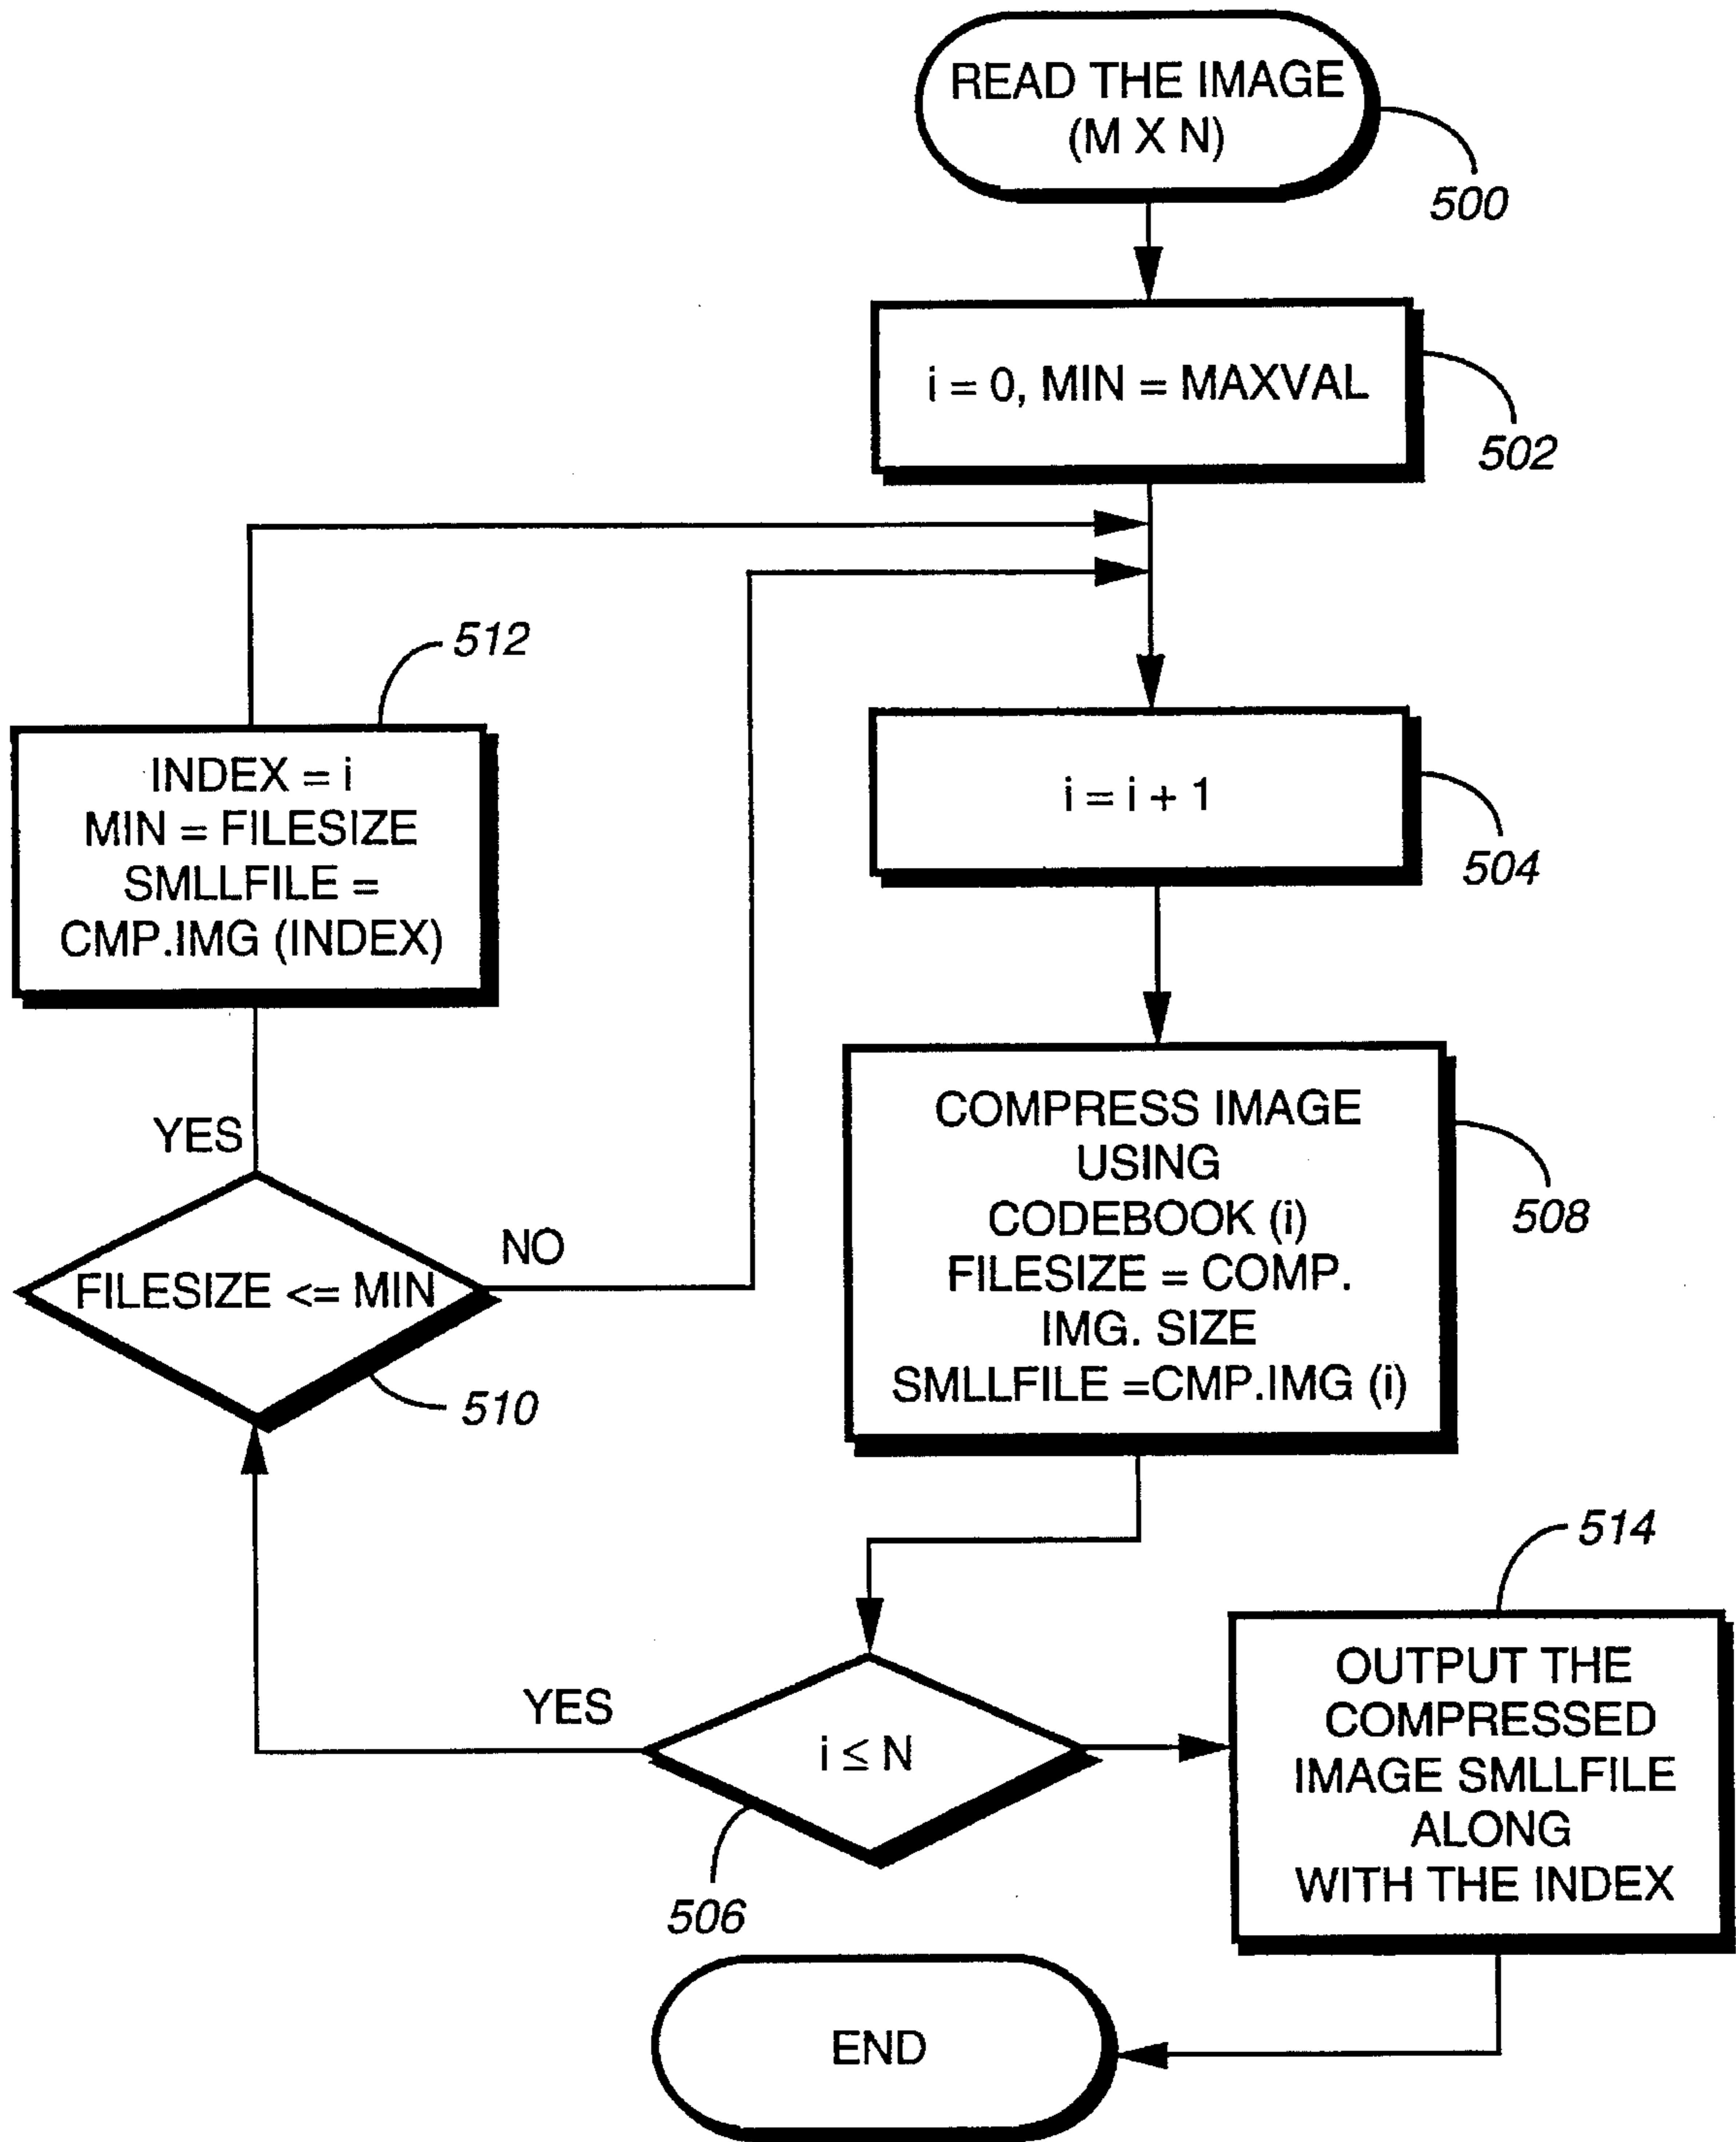 READ THE IMAGE
(M X N)
500
i = 0, MIN = MAXVAL
502
512
INDEX = i
MIN = FILESIZE
SMLLFILE =
CMP.IMG (INDEX)
i = i + 1
504
YES
COMPRESS IMAGE
USING
CODEBOOK (i)
FILESIZE = COMP.
IMG. SIZE
SMLLFILE =CMP.IMG (i)
508
NO
FILESIZE <= MIN
510
514
YES
i ≤ N
506
OUTPUT THE
COMPRESSED
IMAGE SMLLFILE
ALONG
WITH THE INDEX
END